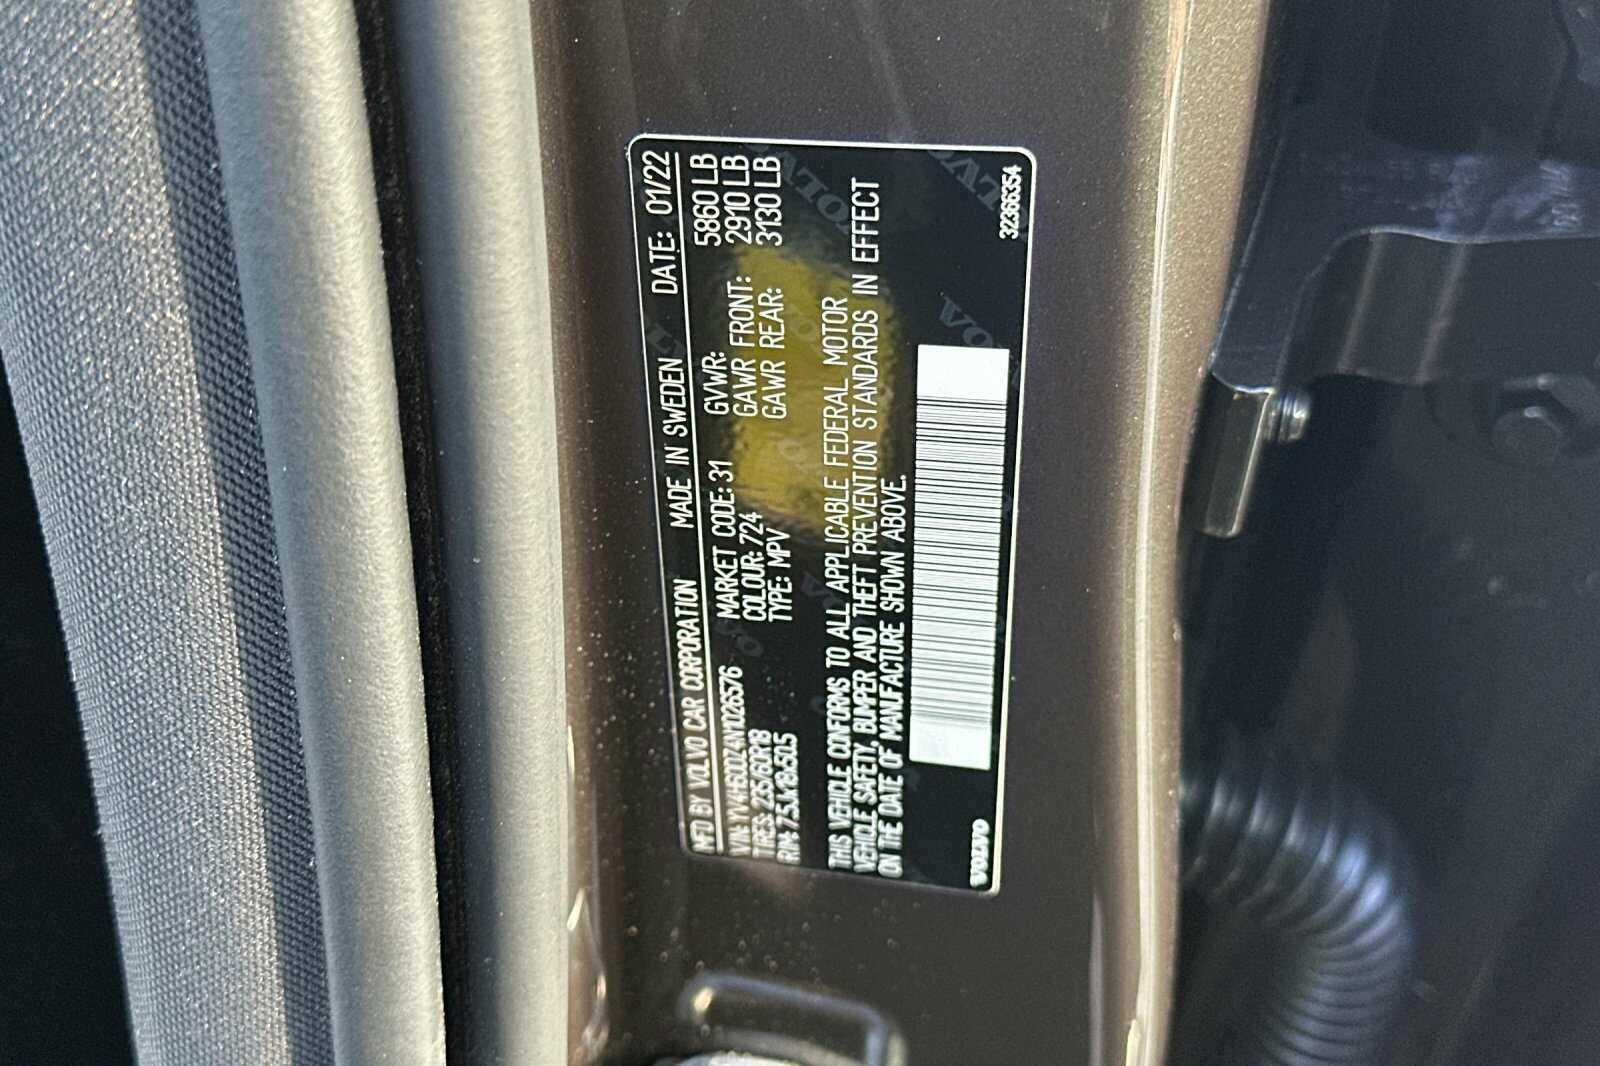 MFD BY VOLVO CAR CORPORATION MADE IN SWEDEN DATE: 01/22
VIN: YV4H60DZ4N1026576 MARKET CODE: 31 GVWR: 5860 LB
TIRES: 235/60R18 COLOUR: 724 GAWR FRONT: 2910 LB
RIM: 7.5Jx18x50.5 TYPE: MPV GAWR REAR: 3130 LB
THIS VEHICLE CONFORMS TO ALL APPLICABLE FEDERAL MOTOR
VEHICLE SAFETY, BUMPER AND THEFT PREVENTION STANDARDS IN EFFECT
ON THE DATE OF MANUFACTURE SHOWN ABOVE.
VOLVO 32366354